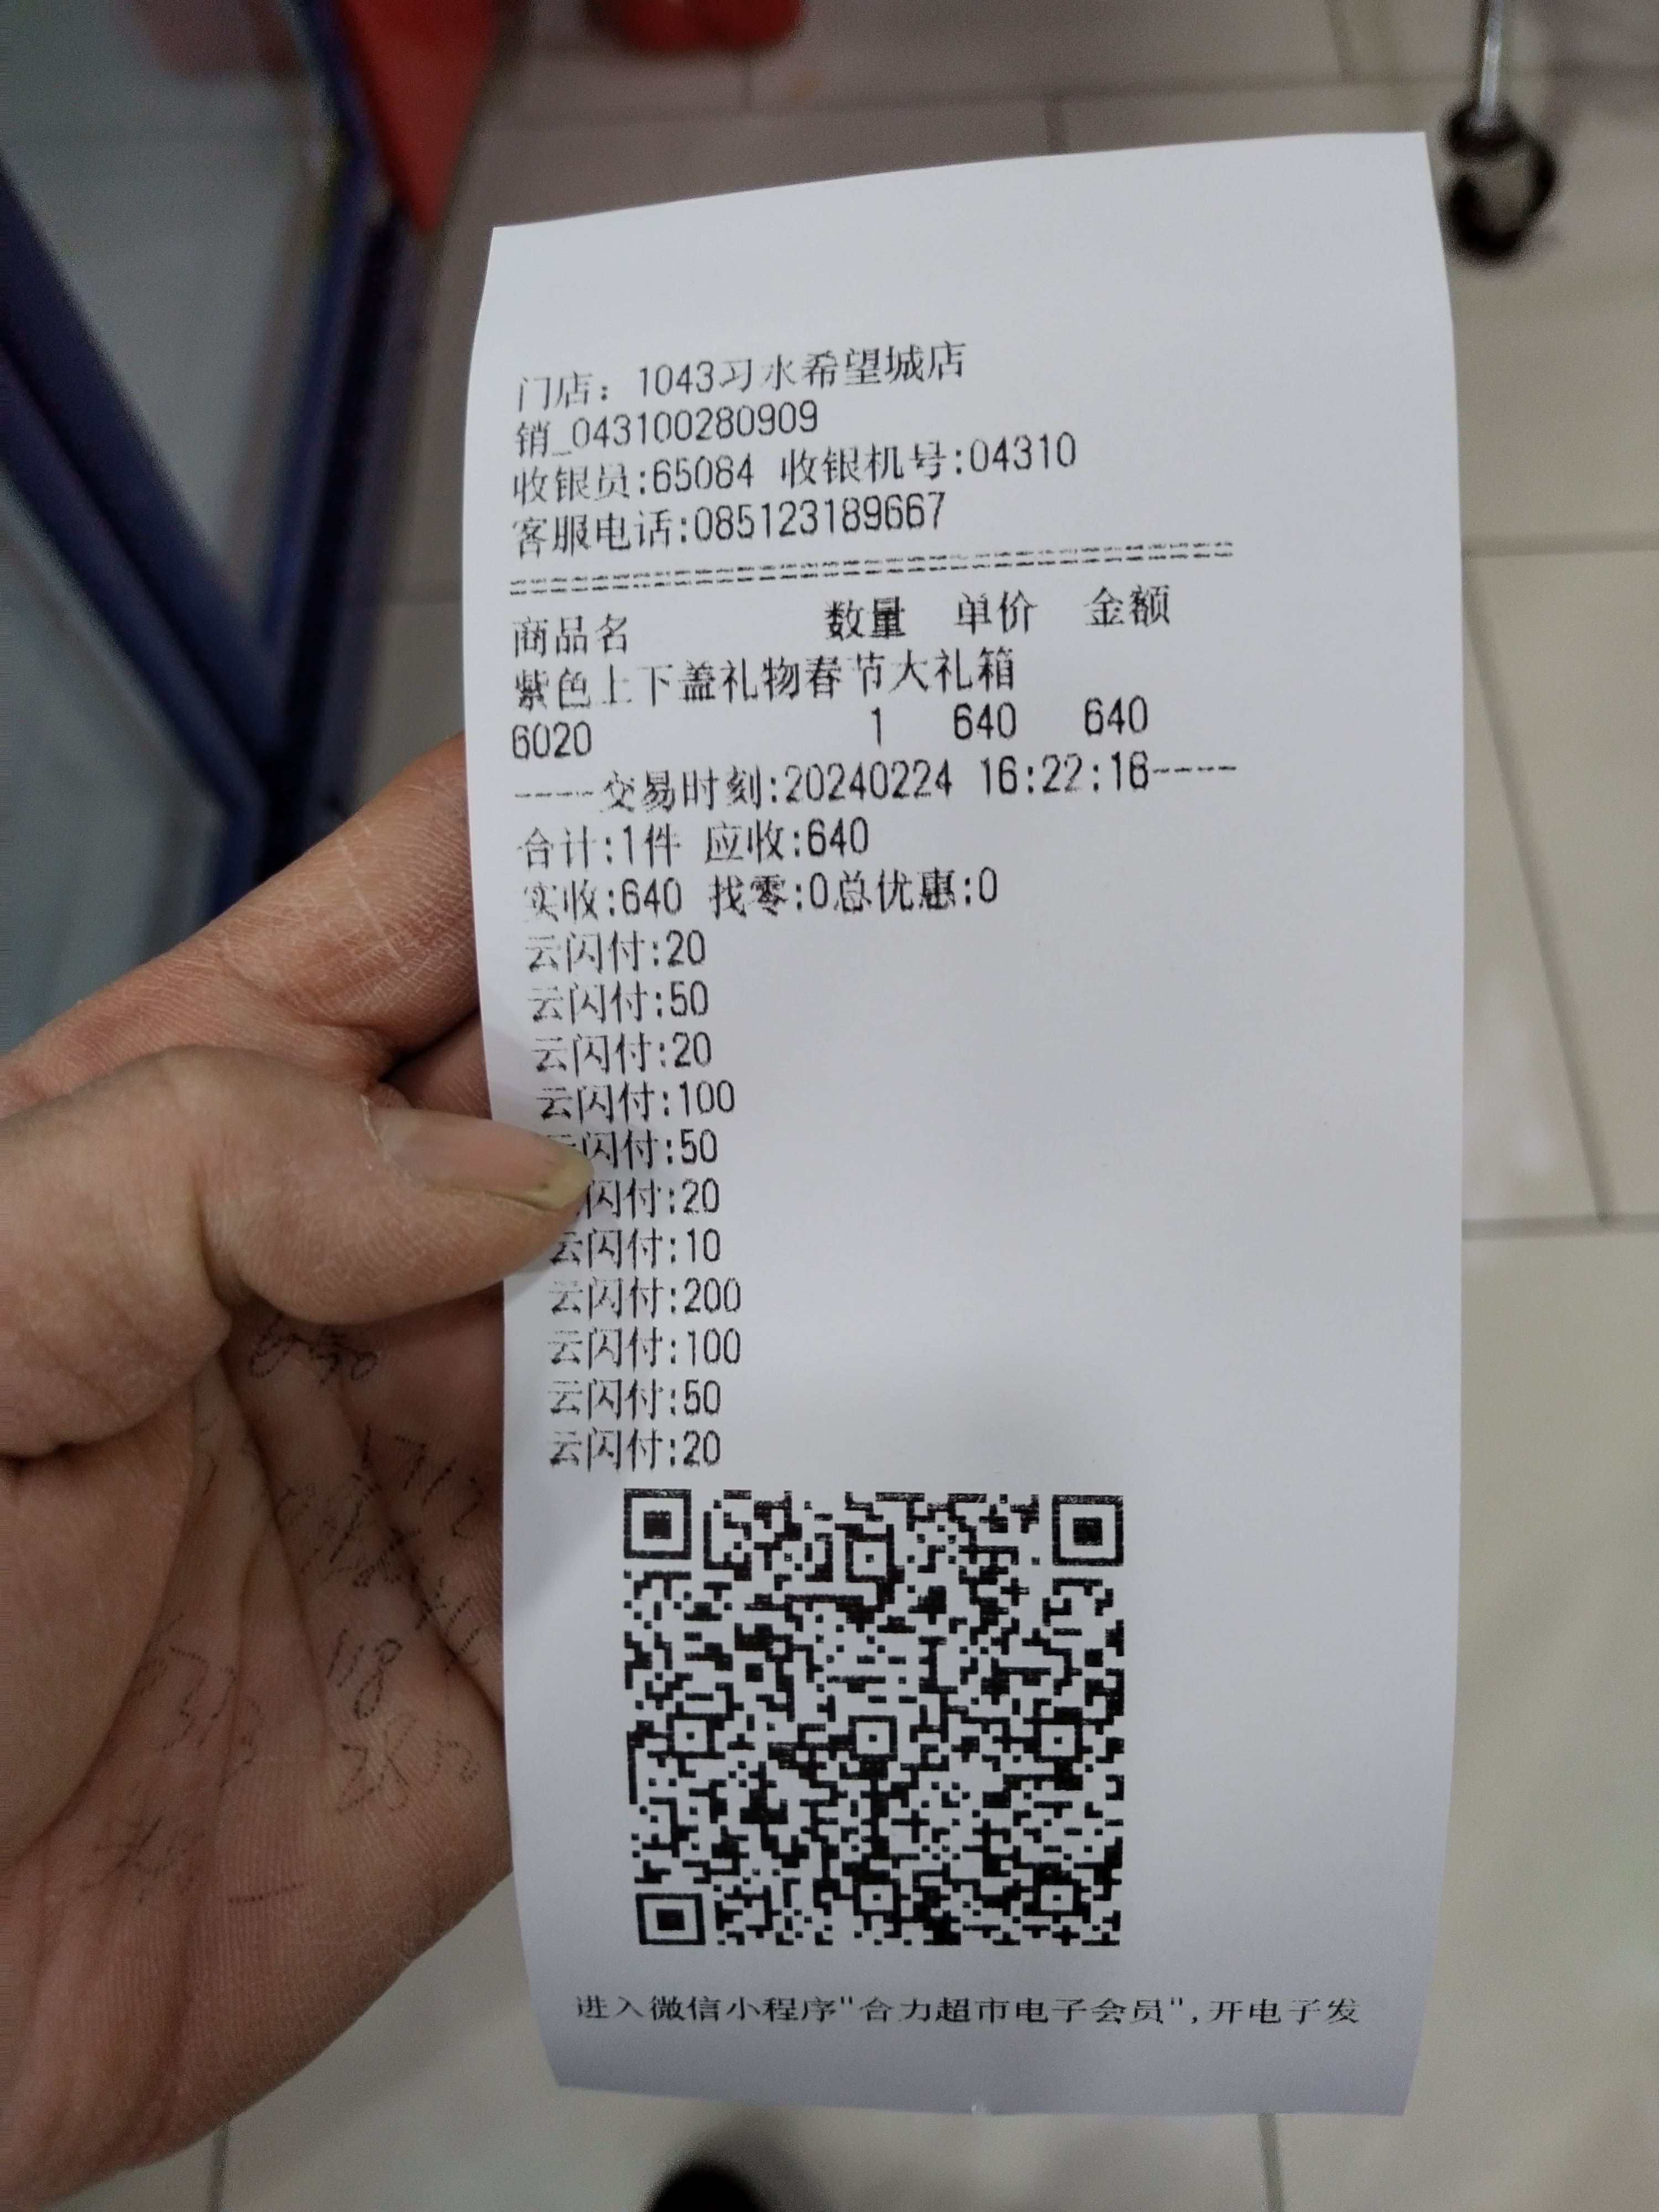 门店：1043习水希望城店
销_043100280909
收银员:65084 收银机号:04310
客服电话:085123189667
商品名 数量 单价 金额
紫色上下盖礼物春节大礼箱
6020 1 640 640
-----交易时刻:20240224 16:22:16----
合计:1件 应收:640
实收:640 找零:0总优惠:0
云闪付:20
云闪付:50
云闪付:20
云闪付:100
闪付:50
闪付:20
云闪付:10
云闪付:200
云闪付:100
云闪付:50
云闪付:20
进入微信小程序"合力超市电子会员",开电子发